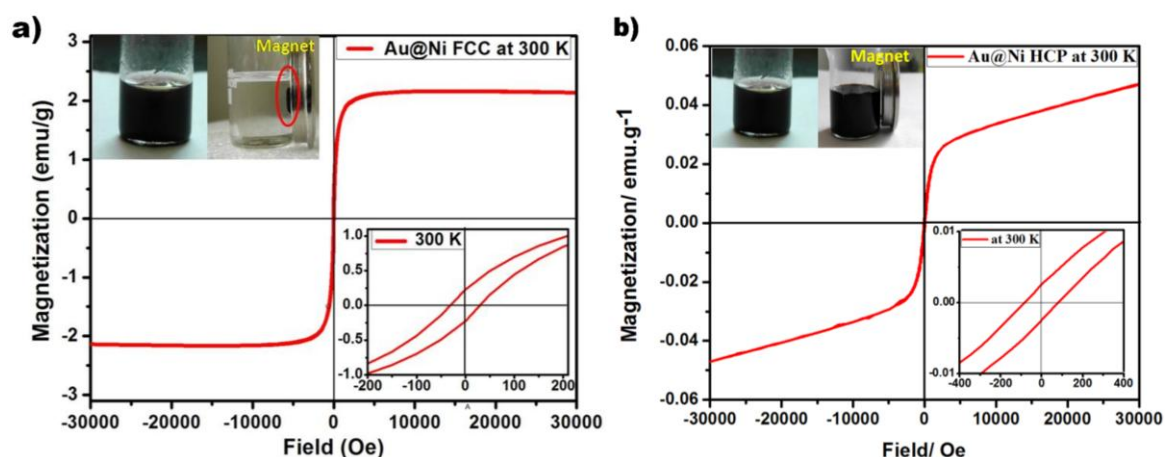 a)
Magnetization (emu/g)
3
2
1
0
-1
-2
-3
Magnet
Au@Ni FCC at 300 K
300 K
1.0
0.5
0.0
-0.5
-1.0
-200 -100 0 100 200
A
-30000 -20000 -10000 0 10000 20000 30000
Field (Oe)
b)
Magnetization/ emu.g-1
0.06
0.04
0.02
0.00
-0.02
-0.04
-0.06
Magnet
Au@Ni HCP at 300 K
at 300 K
0.01
0.00
-0.01
-400 -200 0 200 400
-30000 -20000 -10000 0 10000 20000 30000
Field/ Oe